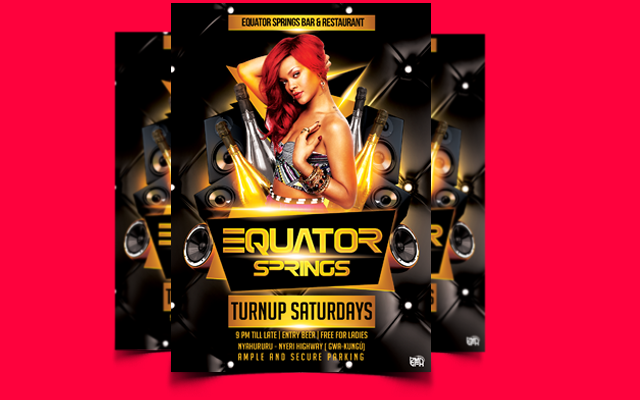 EQUATOR SPRINGS BAR & RESTAURANT
EQUATOR
SPRINGS
TURNUP SATURDAYS
9 PM TILL LATE | ENTRY BEER | FREE FOR LADIES
NYAHURURU - NYERI HIGHWAY ( GWA-KUNGÚ)
AMPLE AND SECURE PARKING